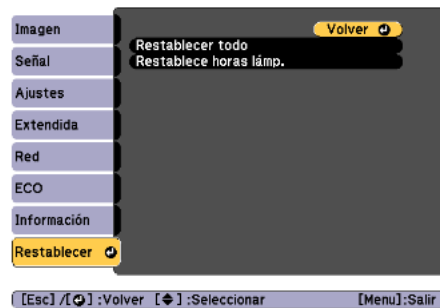 Imagen
Señal
Ajustes
Extendida
Red
ECO
Información
Restablecer
Volver
Restablecer todo
Restablece horas lámp.
[Esc] /[ ] :Volver [ ] :Seleccionar [Menu]:Salir